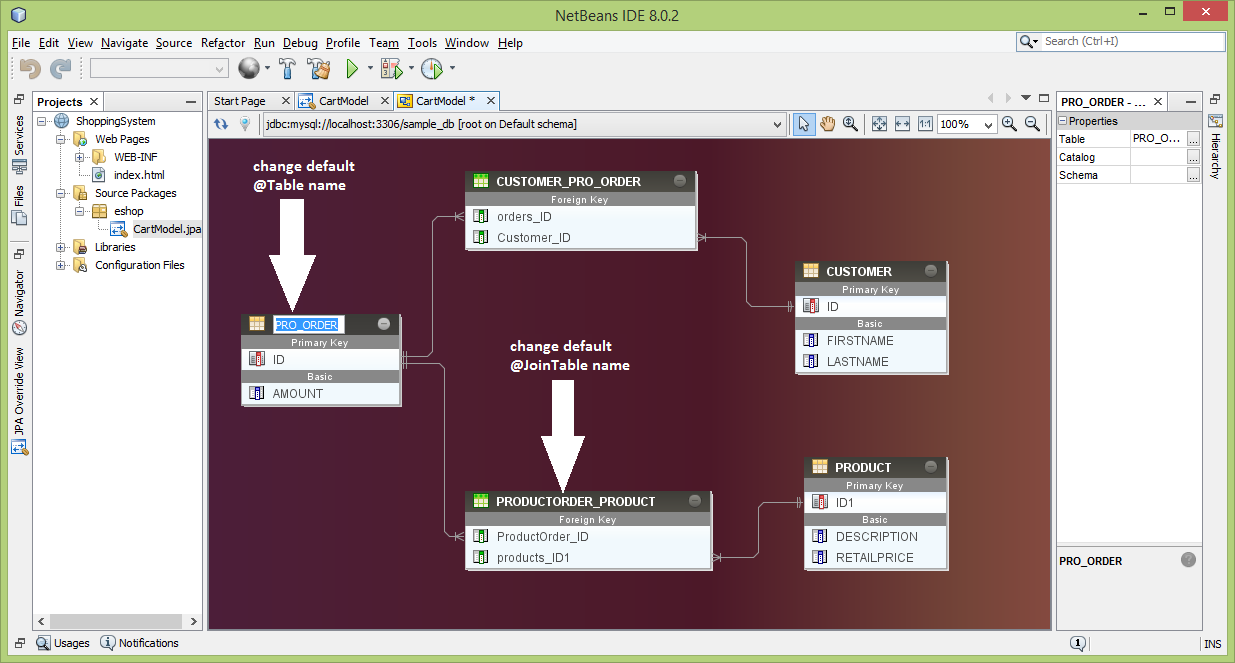 NetBeans IDE 8.0.2
File Edit View Navigate Source Refactor Run Debug Profile Team Tools Window Help
Search (Ctrl+I)
Projects
ShoppingSystem
Web Pages
WEB-INF
index.html
Source Packages
eshop
CartModel.jpa
Libraries
Configuration Files
Services
Files
Navigator
JPA Override View
Start Page
CartModel
CartModel *
jdbc:mysql://localhost:3306/sample_db [root on Default schema]
1:1
100%
change default
@Table name
CUSTOMER_PRO_ORDER
Foreign Key
orders_ID
Customer_ID
CUSTOMER
Primary Key
ID
Basic
FIRSTNAME
LASTNAME
PRO_ORDER
Primary Key
ID
Basic
AMOUNT
change default
@JoinTable name
PRODUCTORDER_PRODUCT
Foreign Key
ProductOrder_ID
products_ID1
PRODUCT
Primary Key
ID1
Basic
DESCRIPTION
RETAILPRICE
PRO_ORDER - ...
Properties
Table PRO_O... ...
Catalog ...
Schema ...
PRO_ORDER
?
Hierarchy
Usages
Notifications
1
INS